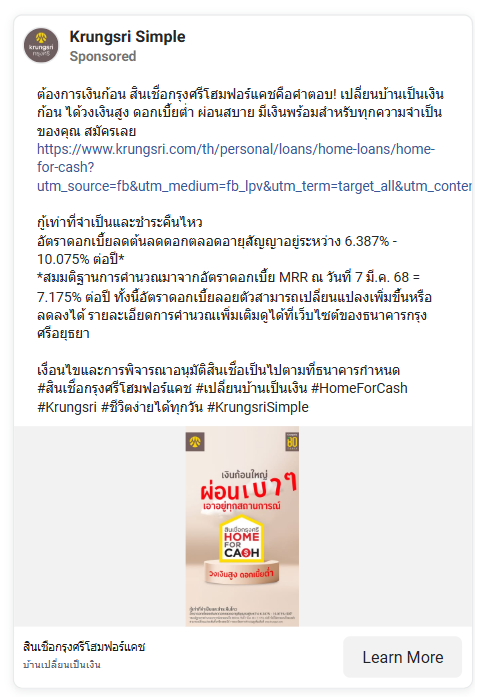 krungsri
กรุงศรี
Krungsri Simple
Sponsored
ต้องการเงินก้อน สินเชื่อกรุงศรีโฮมฟอร์แคชคือคำตอบ! เปลี่ยนบ้านเป็นเงิน
ก้อน ได้วงเงินสูง ดอกเบี้ยต่ำ ผ่อนสบาย มีเงินพร้อมสำหรับทุกความจำเป็น
ของคุณ สมัครเลย
https://www.krungsri.com/th/personal/loans/home-loans/home-
for-cash?
utm_source=fb&utm_medium=fb_lpv&utm_term=target_all&utm_conten
กู้เท่าที่จำเป็นและชำระคืนไหว
อัตราดอกเบี้ยลดต้นลดดอกตลอดอายุสัญญาอยู่ระหว่าง 6.387% -
10.075% ต่อปี*
*สมมติฐานการคำนวณมาจากอัตราดอกเบี้ย MRR ณ วันที่ 7 มี.ค. 68 =
7.175% ต่อปี ทั้งนี้อัตราดอกเบี้ยลอยตัวสามารถเปลี่ยนแปลงเพิ่มขึ้นหรือ
ลดลงได้ รายละเอียดการคำนวณเพิ่มเติมดูได้ที่เว็บไซต์ของธนาคารกรุง
ศรีอยุธยา
เงื่อนไขและการพิจารณาอนุมัติสินเชื่อเป็นไปตามที่ธนาคารกำหนด
#สินเชื่อกรุงศรีโฮมฟอร์แคช #เปลี่ยนบ้านเป็นเงิน #HomeForCash
#Krungsri #ชีวิตง่ายได้ทุกวัน #KrungsriSimple
เงินก้อนใหญ่
ผ่อนเบาๆ
เอาอยู่ทุกสถานการณ์
สินเชื่อกรุงศรี
HOME
FOR
CA$H
วงเงินสูง ดอกเบี้ยต่ำ
กู้เท่าที่จำเป็นและชำระคืนไหว
สินเชื่อกรุงศรีโฮมฟอร์แคช
บ้านเปลี่ยนเป็นเงิน
Learn More